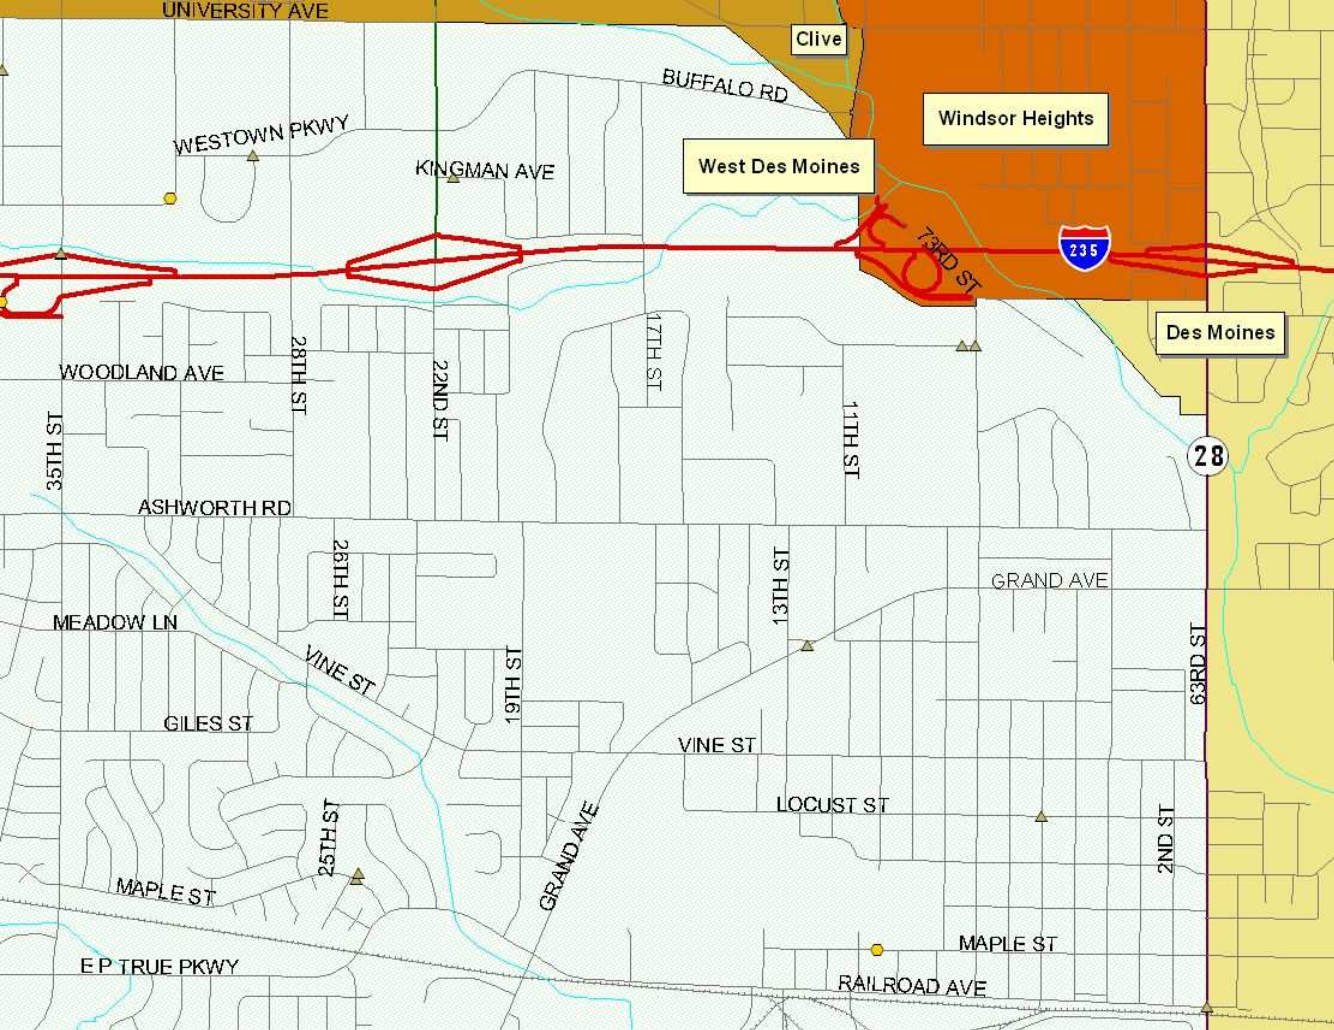 UNIVERSITY AVE
Clive
BUFFALO RD
Windsor Heights
WESTOWN PKWY
KINGMAN AVE
West Des Moines
73RD ST
235
Des Moines
28TH ST
17TH ST
WOODLAND AVE
22ND ST
35TH ST
11TH ST
28
ASHWORTH RD
26TH ST
13TH ST
GRAND AVE
MEADOW LN
VINE ST
19TH ST
63RD ST
GILES ST
VINE ST
LOCUST ST
25TH ST
GRAND AVE
2ND ST
MAPLE ST
MAPLE ST
E P TRUE PKWY
RAILROAD AVE